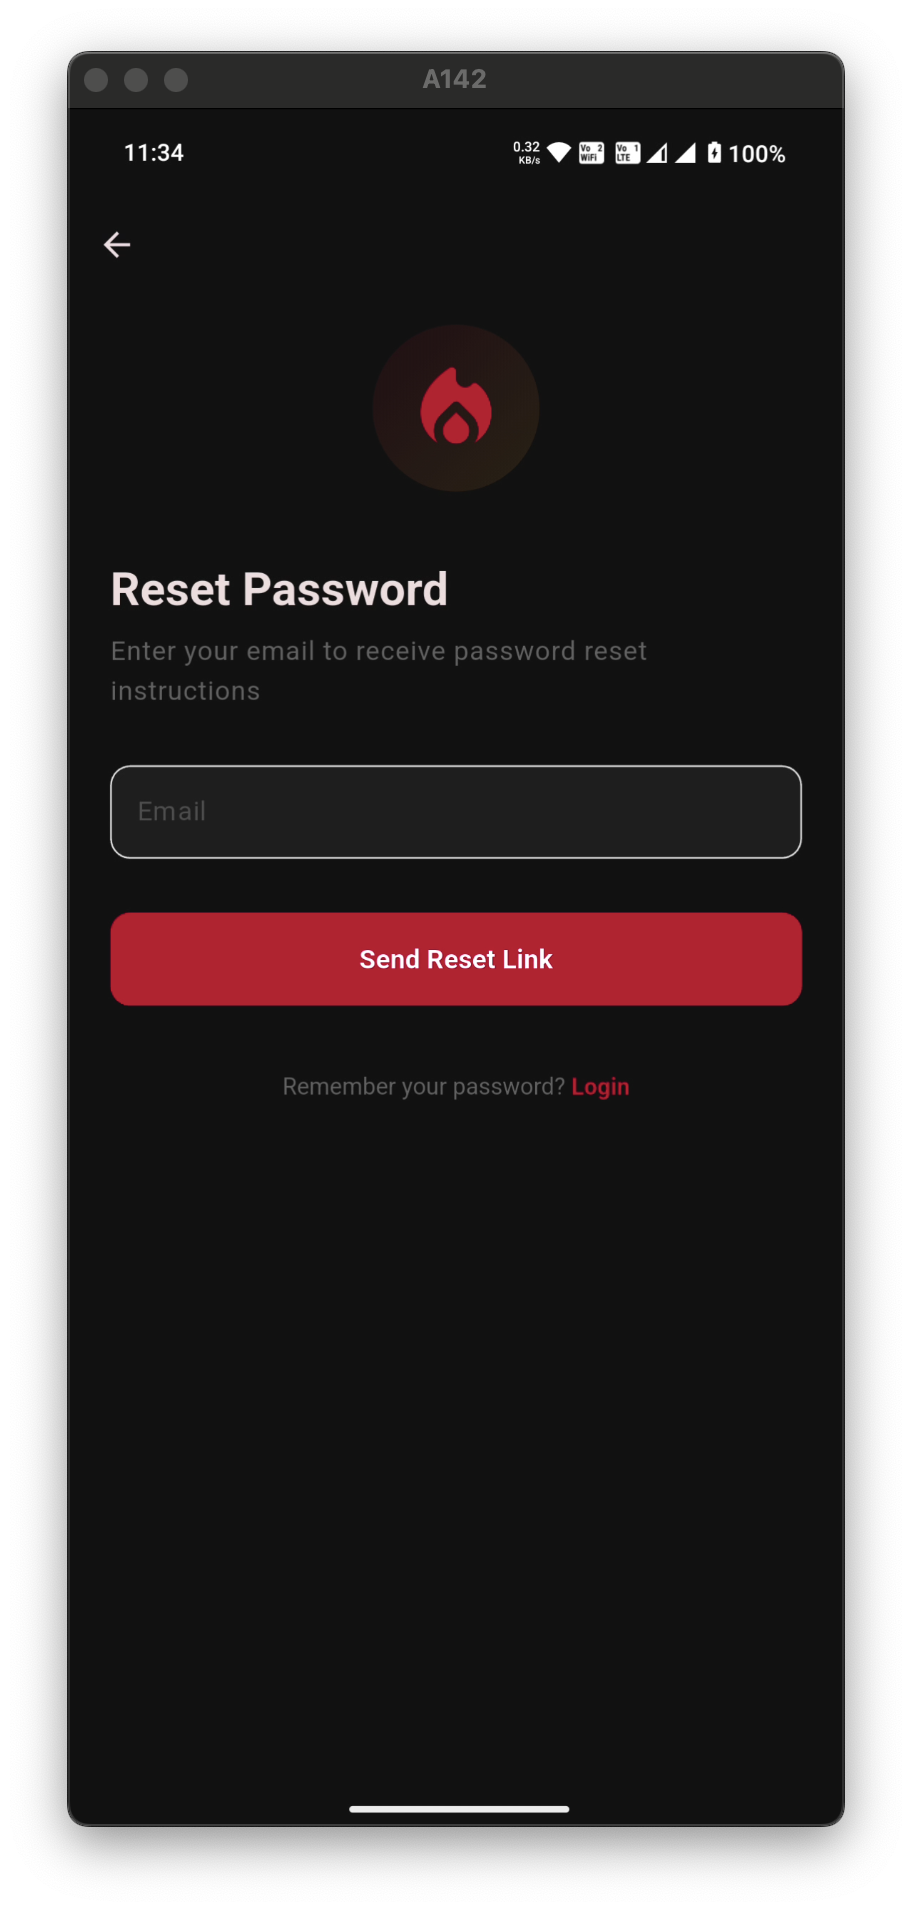 A142
11:34
0.32
KB/s
Vo 2
WiFi
Vo 1
LTE
100%
Reset Password
Enter your email to receive password reset
instructions
Email
Send Reset Link
Remember your password? Login